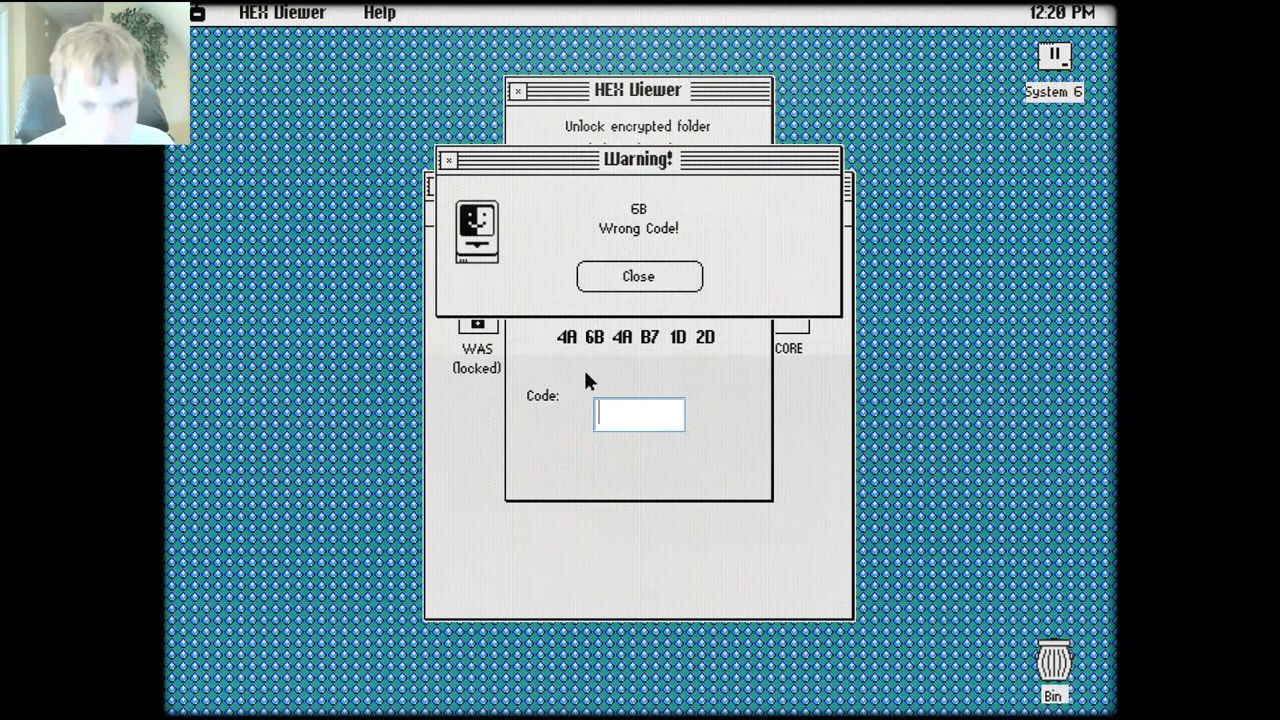 HEX Viewer Help 12:20 PM
System 6
HEX Viewer
Unlock encrypted folder
Warning!
6B
Wrong Code!
Close
4A 6B 4A B7 1D 2D
WAS
(locked)
CORE
Code:
Bin